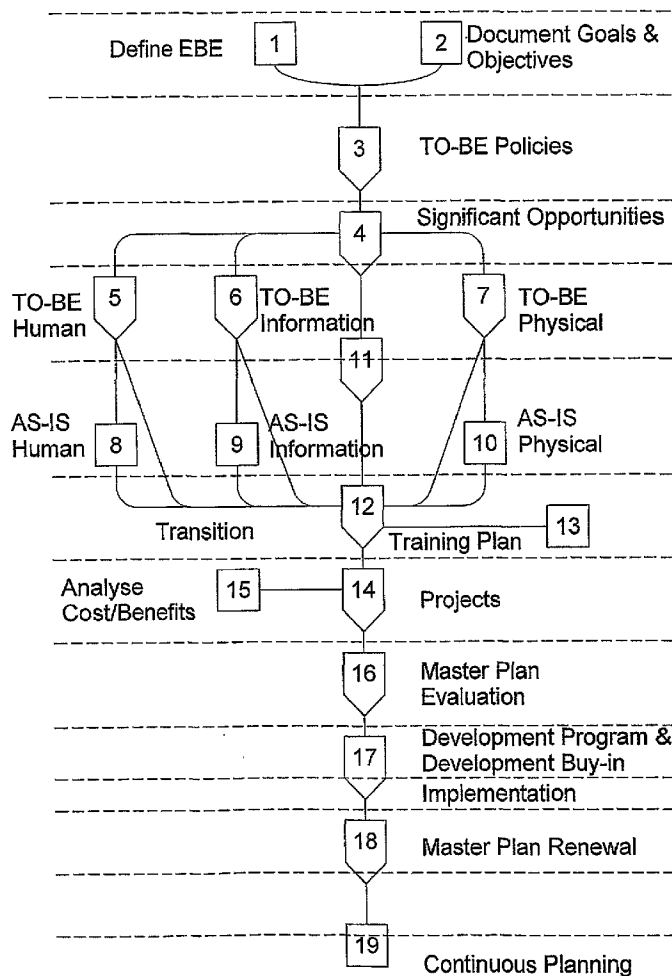 Define EBE
1
2
Document Goals &
Objectives
3
TO-BE Policies
Significant Opportunities
4
TO-BE
Human
5
6
TO-BE
Information
7
TO-BE
Physical
11
AS-IS
Human
8
9
AS-IS
Information
10
AS-IS
Physical
12
Transition
Training Plan
13
Analyse
Cost/Benefits
15
14
Projects
16
Master Plan
Evaluation
17
Development Program &
Development Buy-in
Implementation
18
Master Plan Renewal
19
Continuous Planning